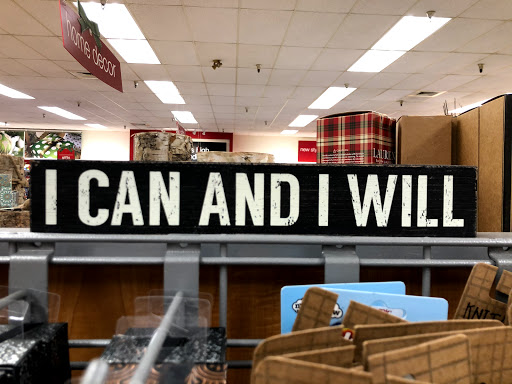 home decor
I CAN AND I WILL